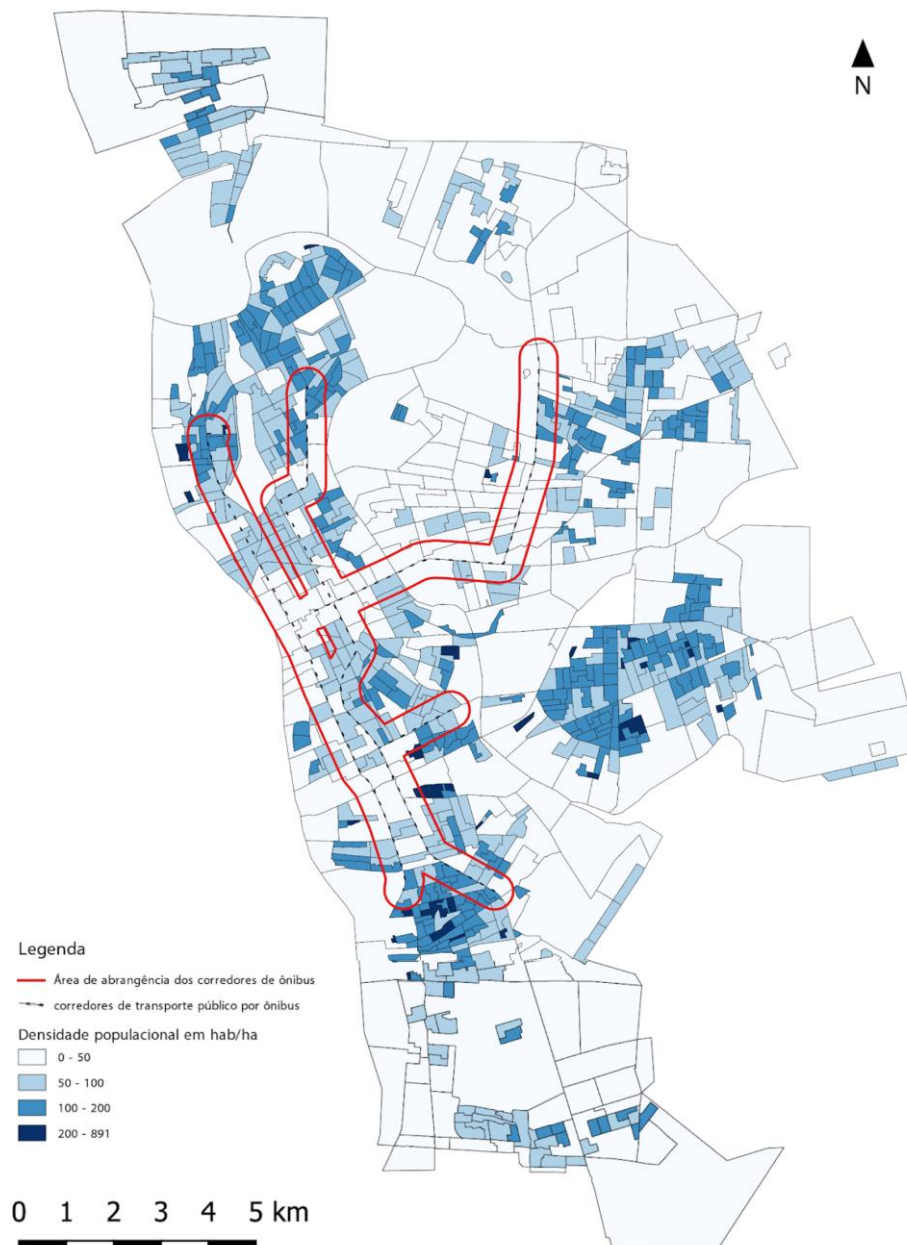 N
Legenda
Área de abrangência dos corredores de ônibus
corredores de transporte público por ônibus
Densidade populacional em hab/ha
0 - 50
50 - 100
100 - 200
200 - 891
0 1 2 3 4 5 km